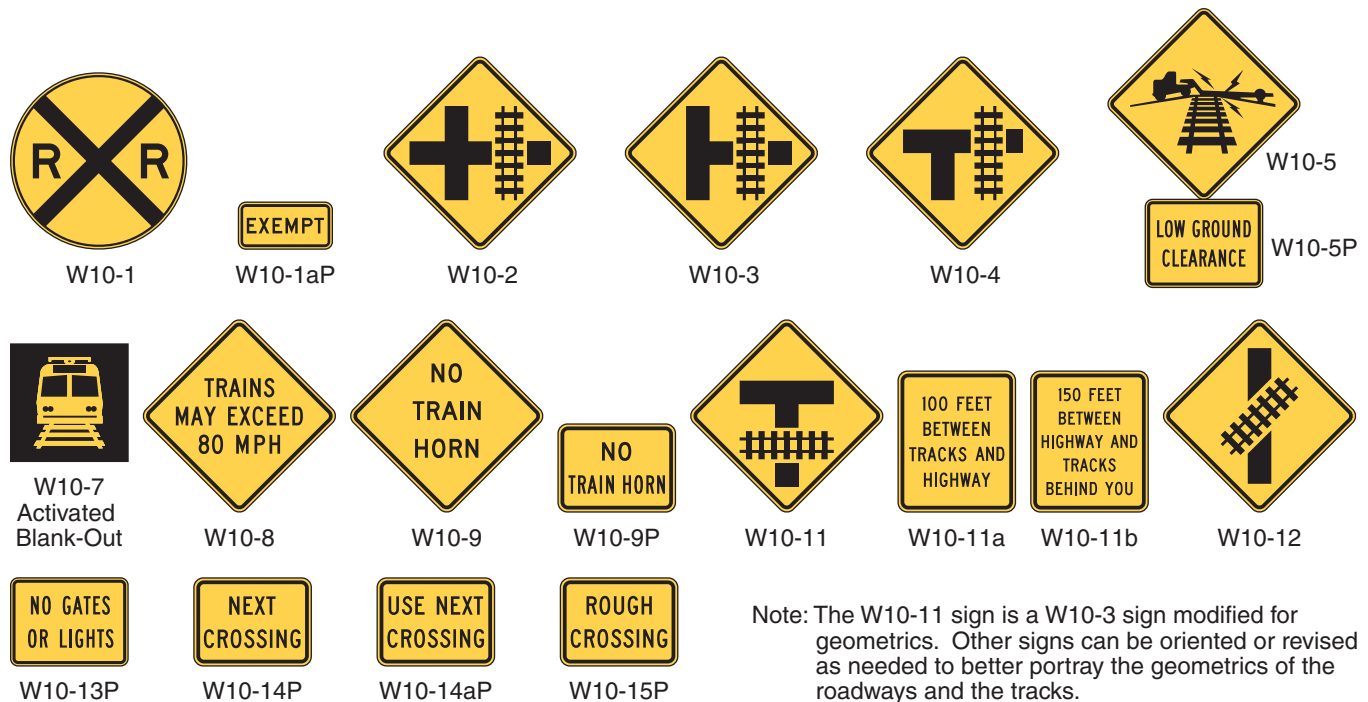 R R
W10-1
EXEMPT
W10-1aP
W10-2
W10-3
W10-4
W10-5
LOW GROUND
CLEARANCE
W10-5P
W10-7
Activated
Blank-Out
TRAINS
MAY EXCEED
80 MPH
W10-8
NO
TRAIN
HORN
W10-9
NO
TRAIN HORN
W10-9P
W10-11
100 FEET
BETWEEN
TRACKS AND
HIGHWAY
W10-11a
150 FEET
BETWEEN
HIGHWAY AND
TRACKS
BEHIND YOU
W10-11b
W10-12
NO GATES
OR LIGHTS
W10-13P
NEXT
CROSSING
W10-14P
USE NEXT
CROSSING
W10-14aP
ROUGH
CROSSING
W10-15P
Note: The W10-11 sign is a W10-3 sign modified for
geometrics. Other signs can be oriented or revised
as needed to better portray the geometrics of the
roadways and the tracks.